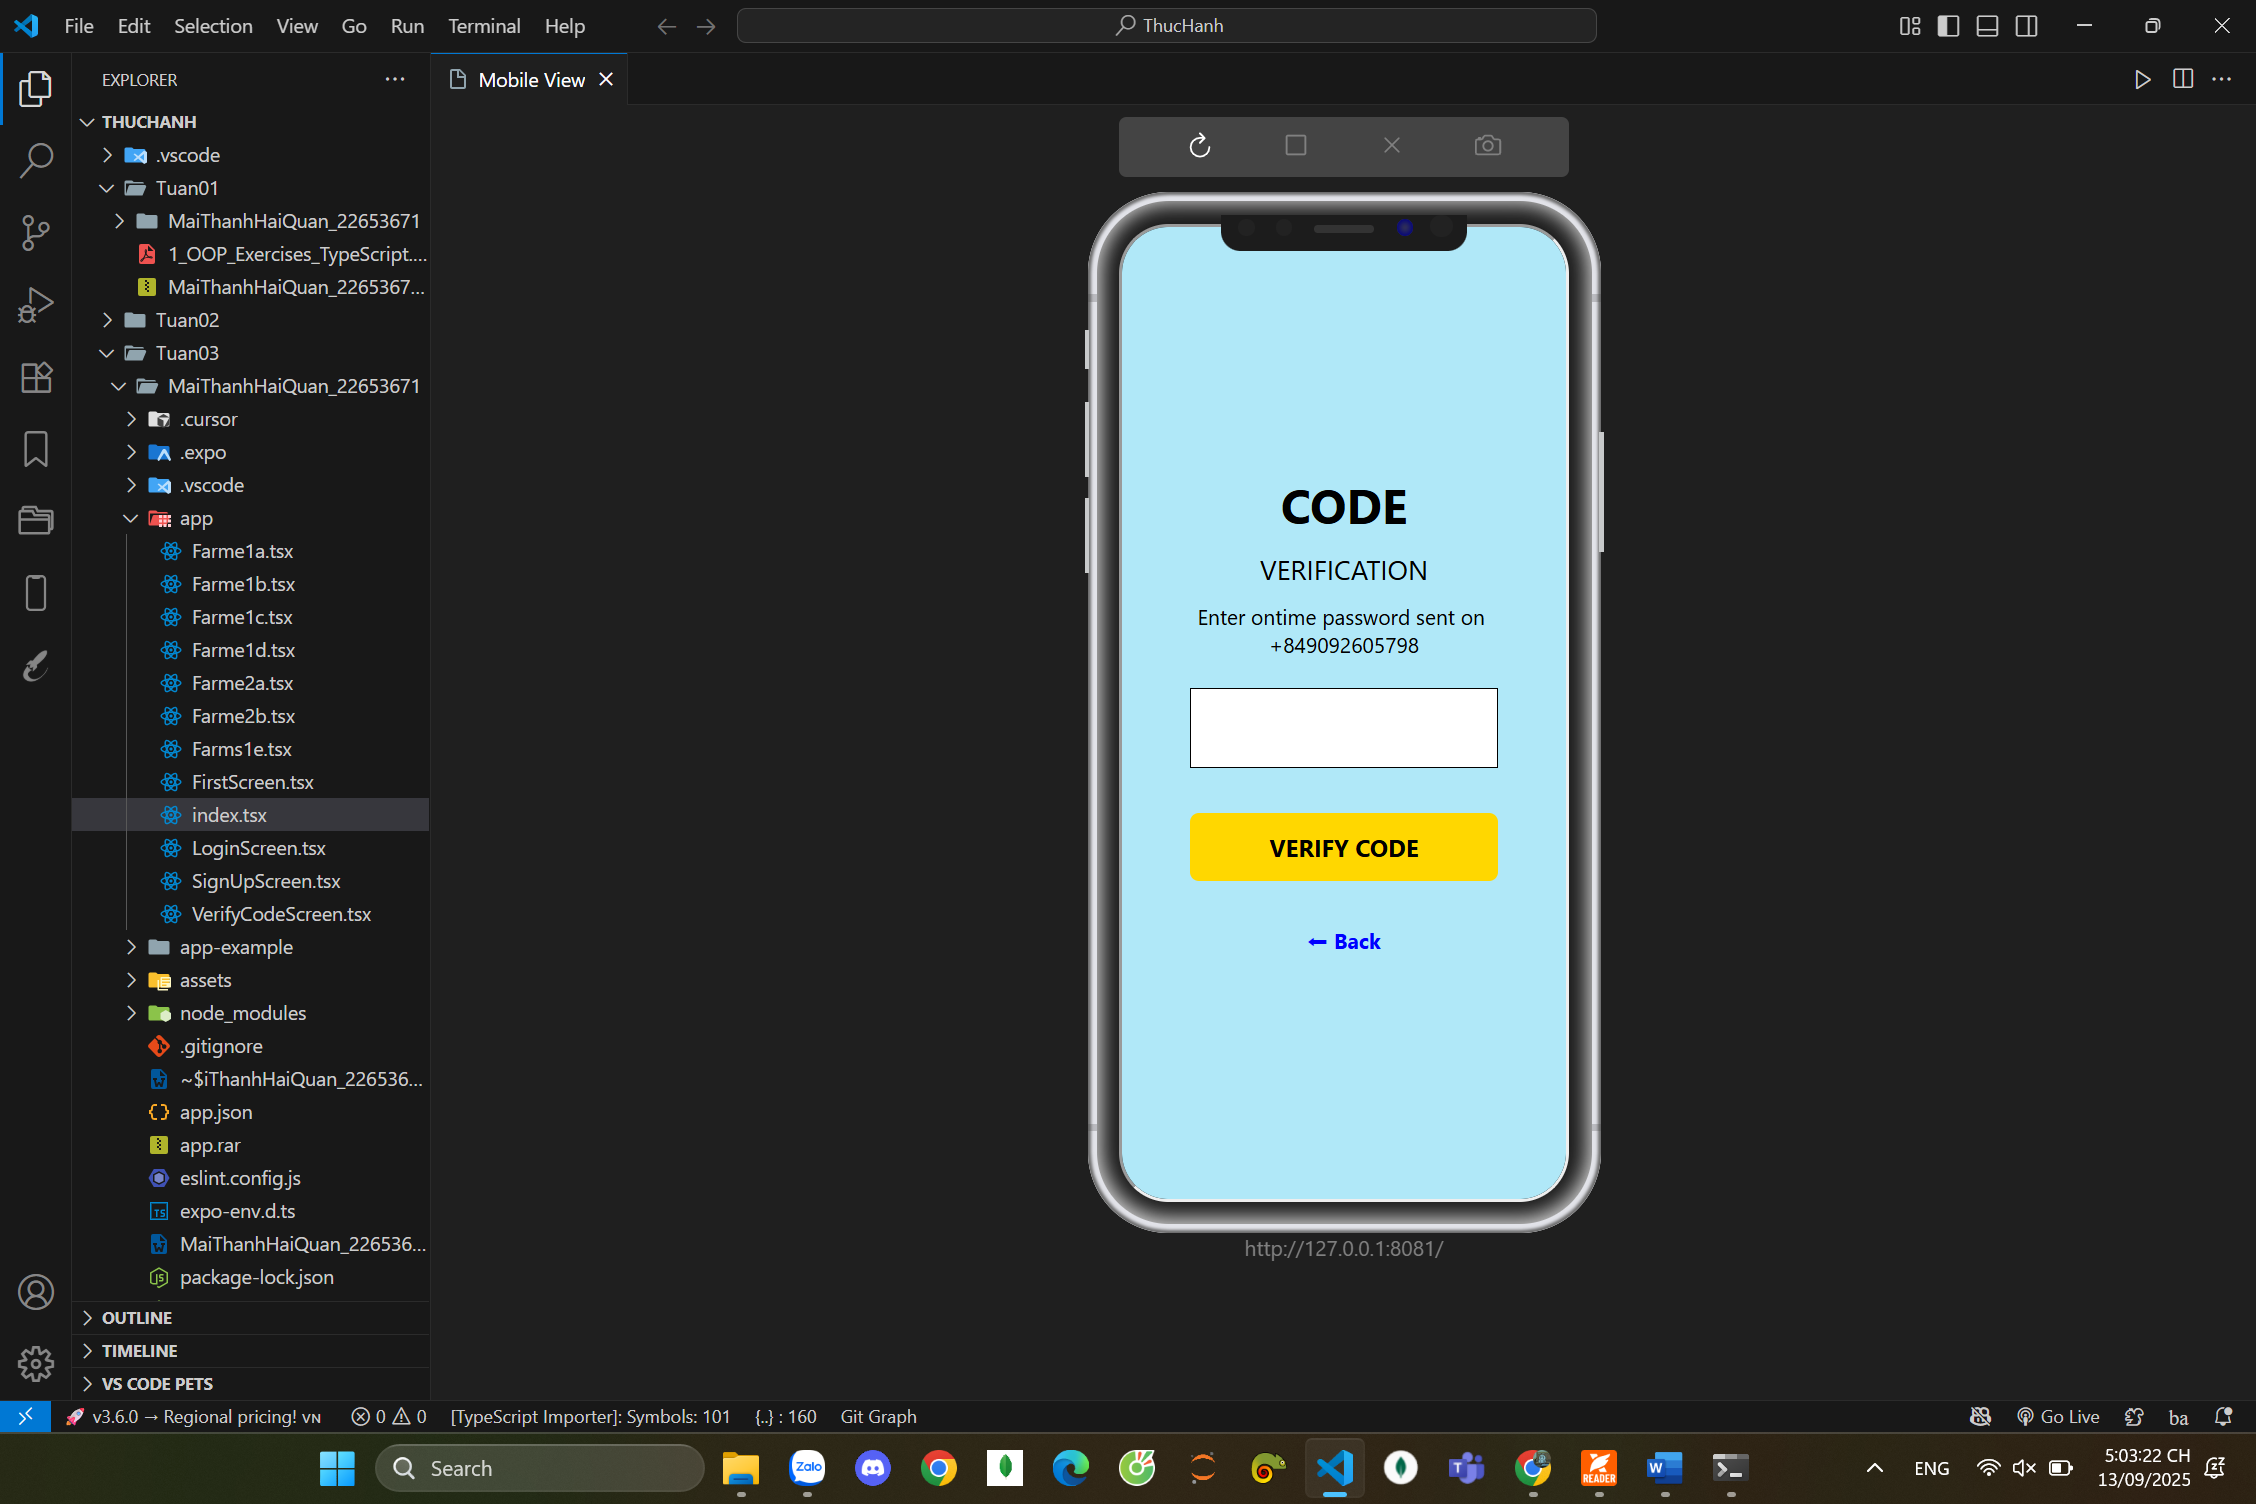 File Edit Selection View Go Run Terminal Help
ThucHanh
EXPLORER
Mobile View
THUCHANH
.vscode
Tuan01
MaiThanhHaiQuan_22653671
1_OOP_Exercises_TypeScript....
MaiThanhHaiQuan_2265367...
Tuan02
Tuan03
MaiThanhHaiQuan_22653671
.cursor
.expo
.vscode
app
Farme1a.tsx
Farme1b.tsx
Farme1c.tsx
Farme1d.tsx
Farme2a.tsx
Farme2b.tsx
Farms1e.tsx
FirstScreen.tsx
index.tsx
LoginScreen.tsx
SignUpScreen.tsx
VerifyCodeScreen.tsx
app-example
assets
node_modules
.gitignore
~$iThanhHaiQuan_226536...
app.json
app.rar
eslint.config.js
expo-env.d.ts
MaiThanhHaiQuan_226536...
package-lock.json
OUTLINE
TIMELINE
VS CODE PETS
CODE
VERIFICATION
Enter ontime password sent on
+849092605798
VERIFY CODE
← Back
http://127.0.0.1:8081/
v3.6.0 → Regional pricing! VN 0 0 [TypeScript Importer]: Symbols: 101 {..} : 160 Git Graph
Go Live ba
Search
Zalo
READER
ENG
5:03:22 CH
13/09/2025